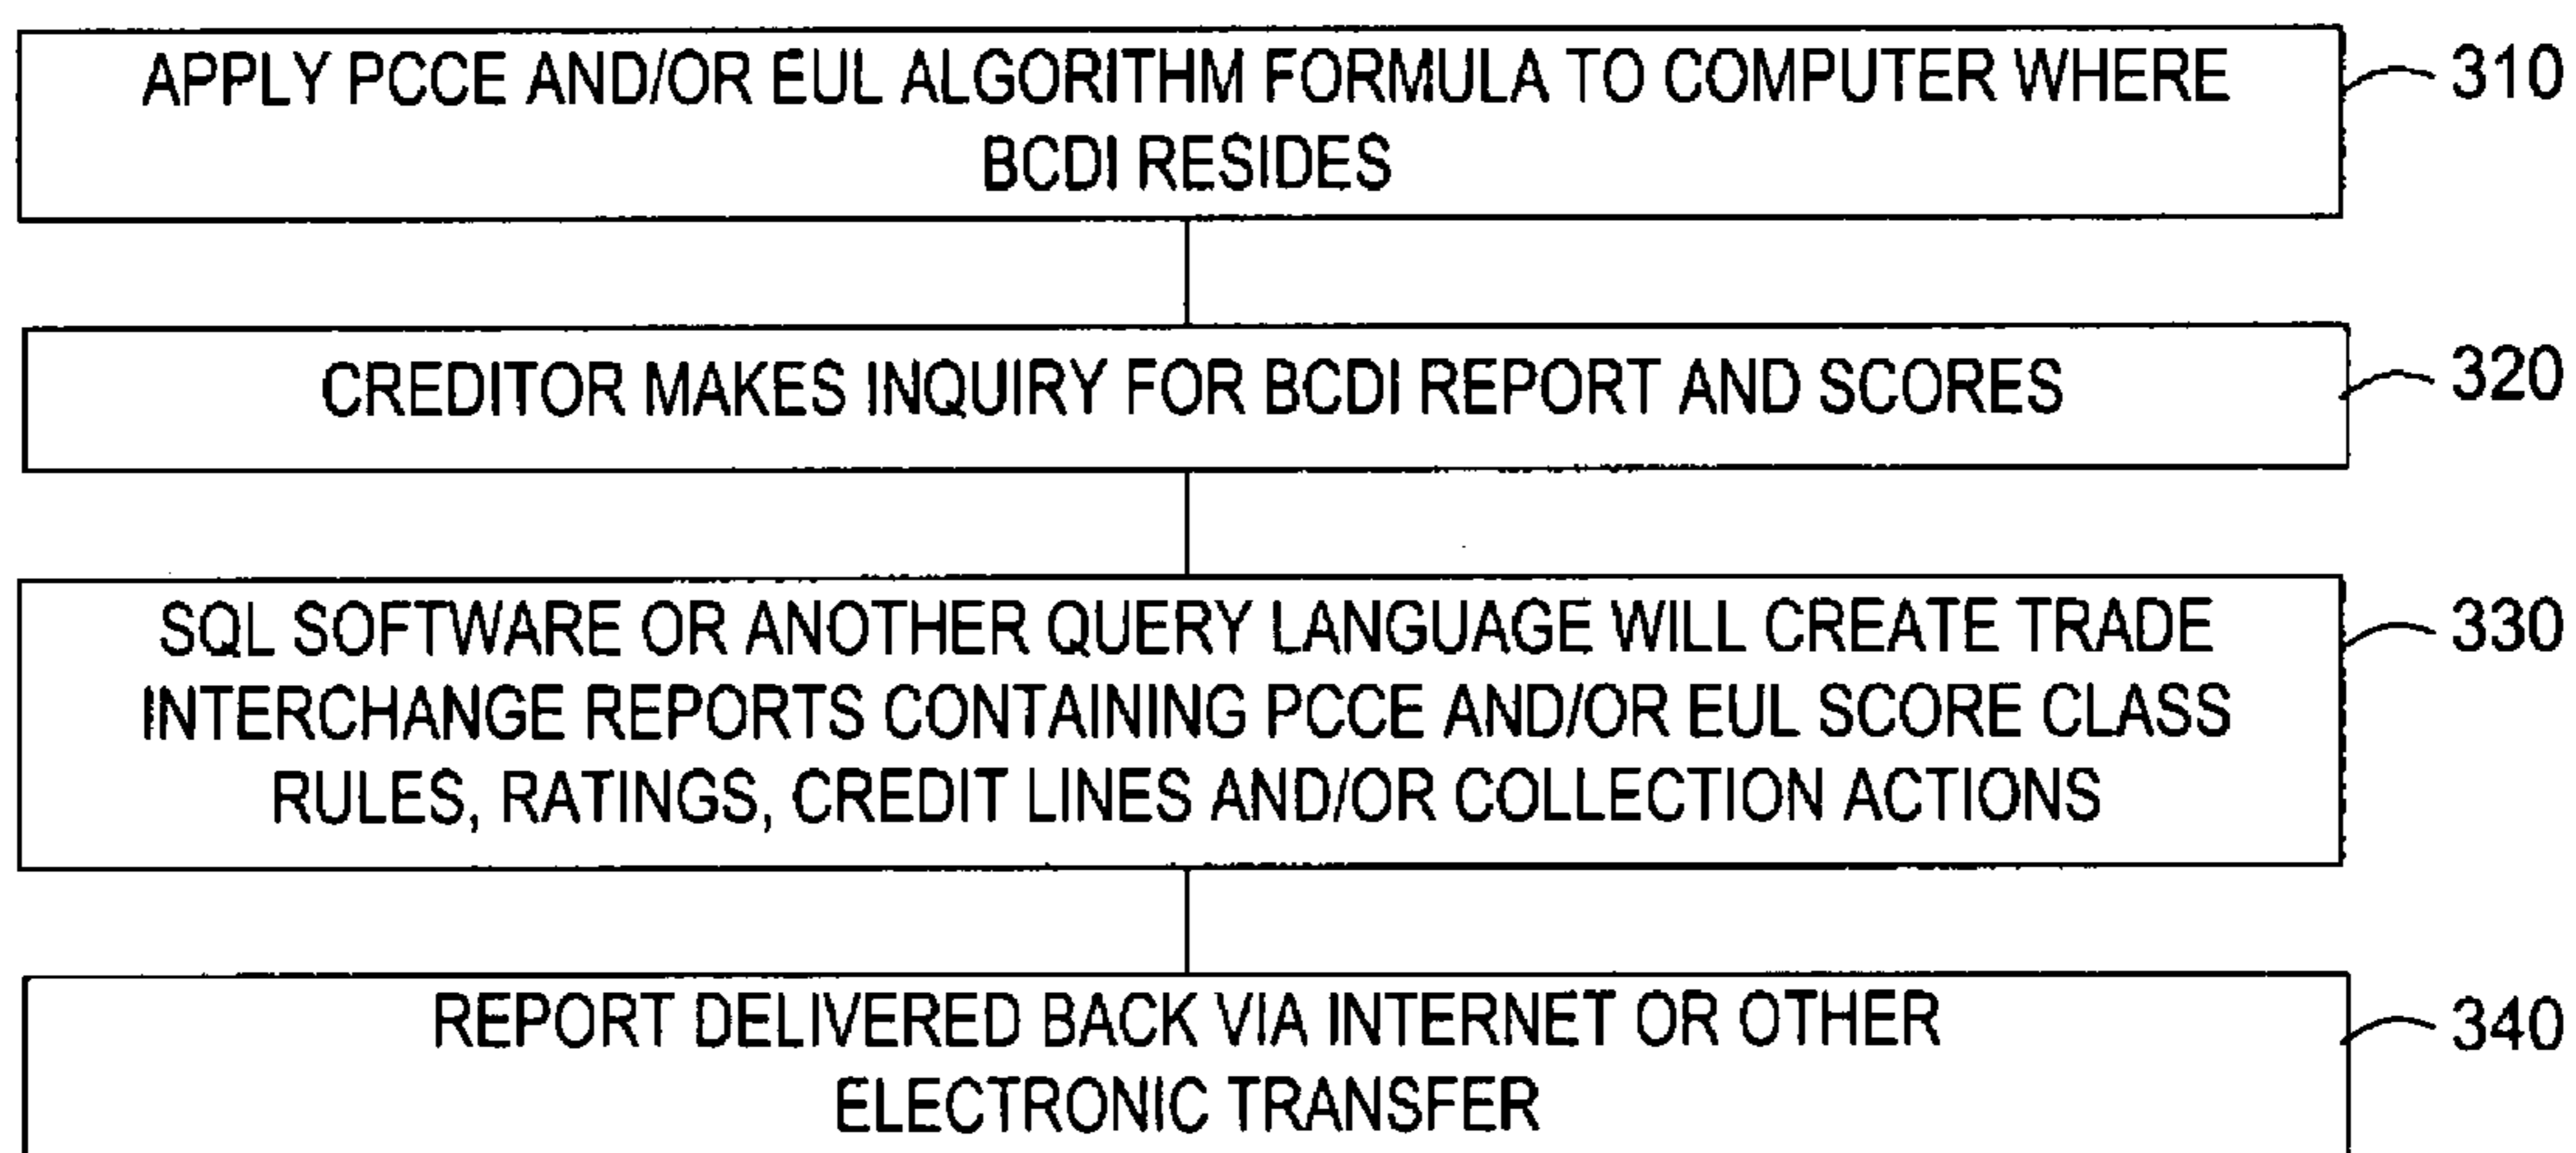 APPLY PCCE AND/OR EUL ALGORITHM FORMULA TO COMPUTER WHERE
BCDI RESIDES
310
CREDITOR MAKES INQUIRY FOR BCDI REPORT AND SCORES
320
SQL SOFTWARE OR ANOTHER QUERY LANGUAGE WILL CREATE TRADE
INTERCHANGE REPORTS CONTAINING PCCE AND/OR EUL SCORE CLASS
RULES, RATINGS, CREDIT LINES AND/OR COLLECTION ACTIONS
330
REPORT DELIVERED BACK VIA INTERNET OR OTHER
ELECTRONIC TRANSFER
340